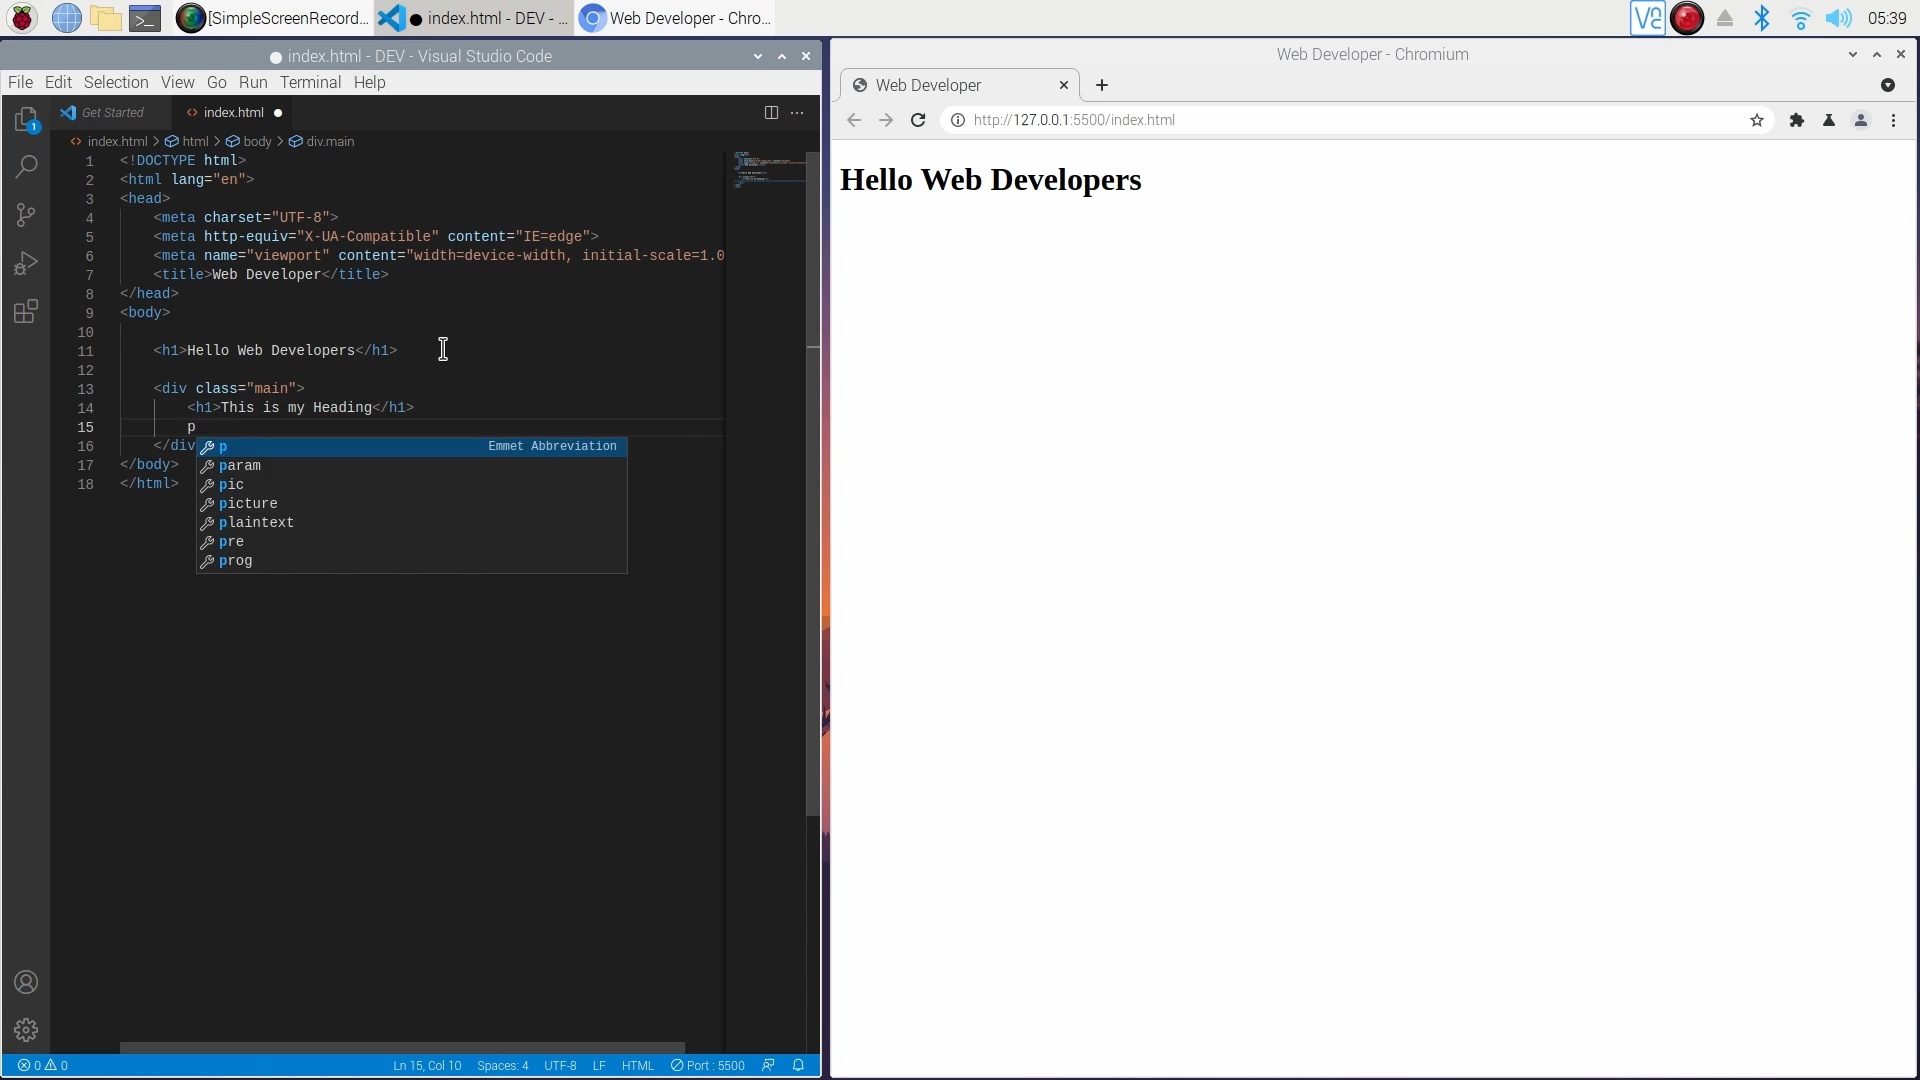 [SimpleScreenRecord...
● index.html - DEV - ...
Web Developer - Chro...
05:39
● index.html - DEV - Visual Studio Code
File Edit Selection View Go Run Terminal Help
Get Started
<> index.html ●
<> index.html > html > body > div.main
1 <!DOCTYPE html>
2 <html lang="en">
3 <head>
4 <meta charset="UTF-8">
5 <meta http-equiv="X-UA-Compatible" content="IE=edge">
6 <meta name="viewport" content="width=device-width, initial-scale=1.0
7 <title>Web Developer</title>
8 </head>
9 <body>
10
11 <h1>Hello Web Developers</h1>
12
13 <div class="main">
14 <h1>This is my Heading</h1>
15 p
16 </div
17 </body>
18 </html>
p Emmet Abbreviation
param
pic
picture
plaintext
pre
prog
1
0 0
Ln 15, Col 10
Spaces: 4
UTF-8
LF
HTML
Port : 5500
Web Developer - Chromium
Web Developer
http://127.0.0.1:5500/index.html
Hello Web Developers